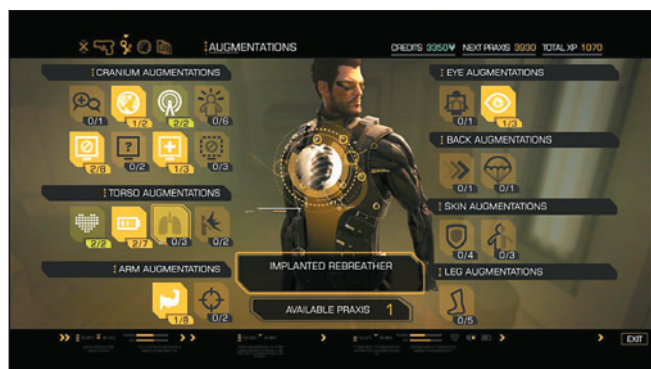 AUGMENTATIONS
CREDITS 3350 NEXT PRAXIS 3930 TOTAL XP 1070
CRANIUM AUGMENTATIONS
0/1 1/2 2/2 0/6
2/8 0/2 1/3 0/3
TORSO AUGMENTATIONS
2/2 2/7 0/3 0/2
ARM AUGMENTATIONS
1/8 0/2
EYE AUGMENTATIONS
0/1 1/3
BACK AUGMENTATIONS
0/1 0/1
SKIN AUGMENTATIONS
0/4 0/3
LEG AUGMENTATIONS
0/5
IMPLANTED REBREATHER
AVAILABLE PRAXIS 1
EXIT